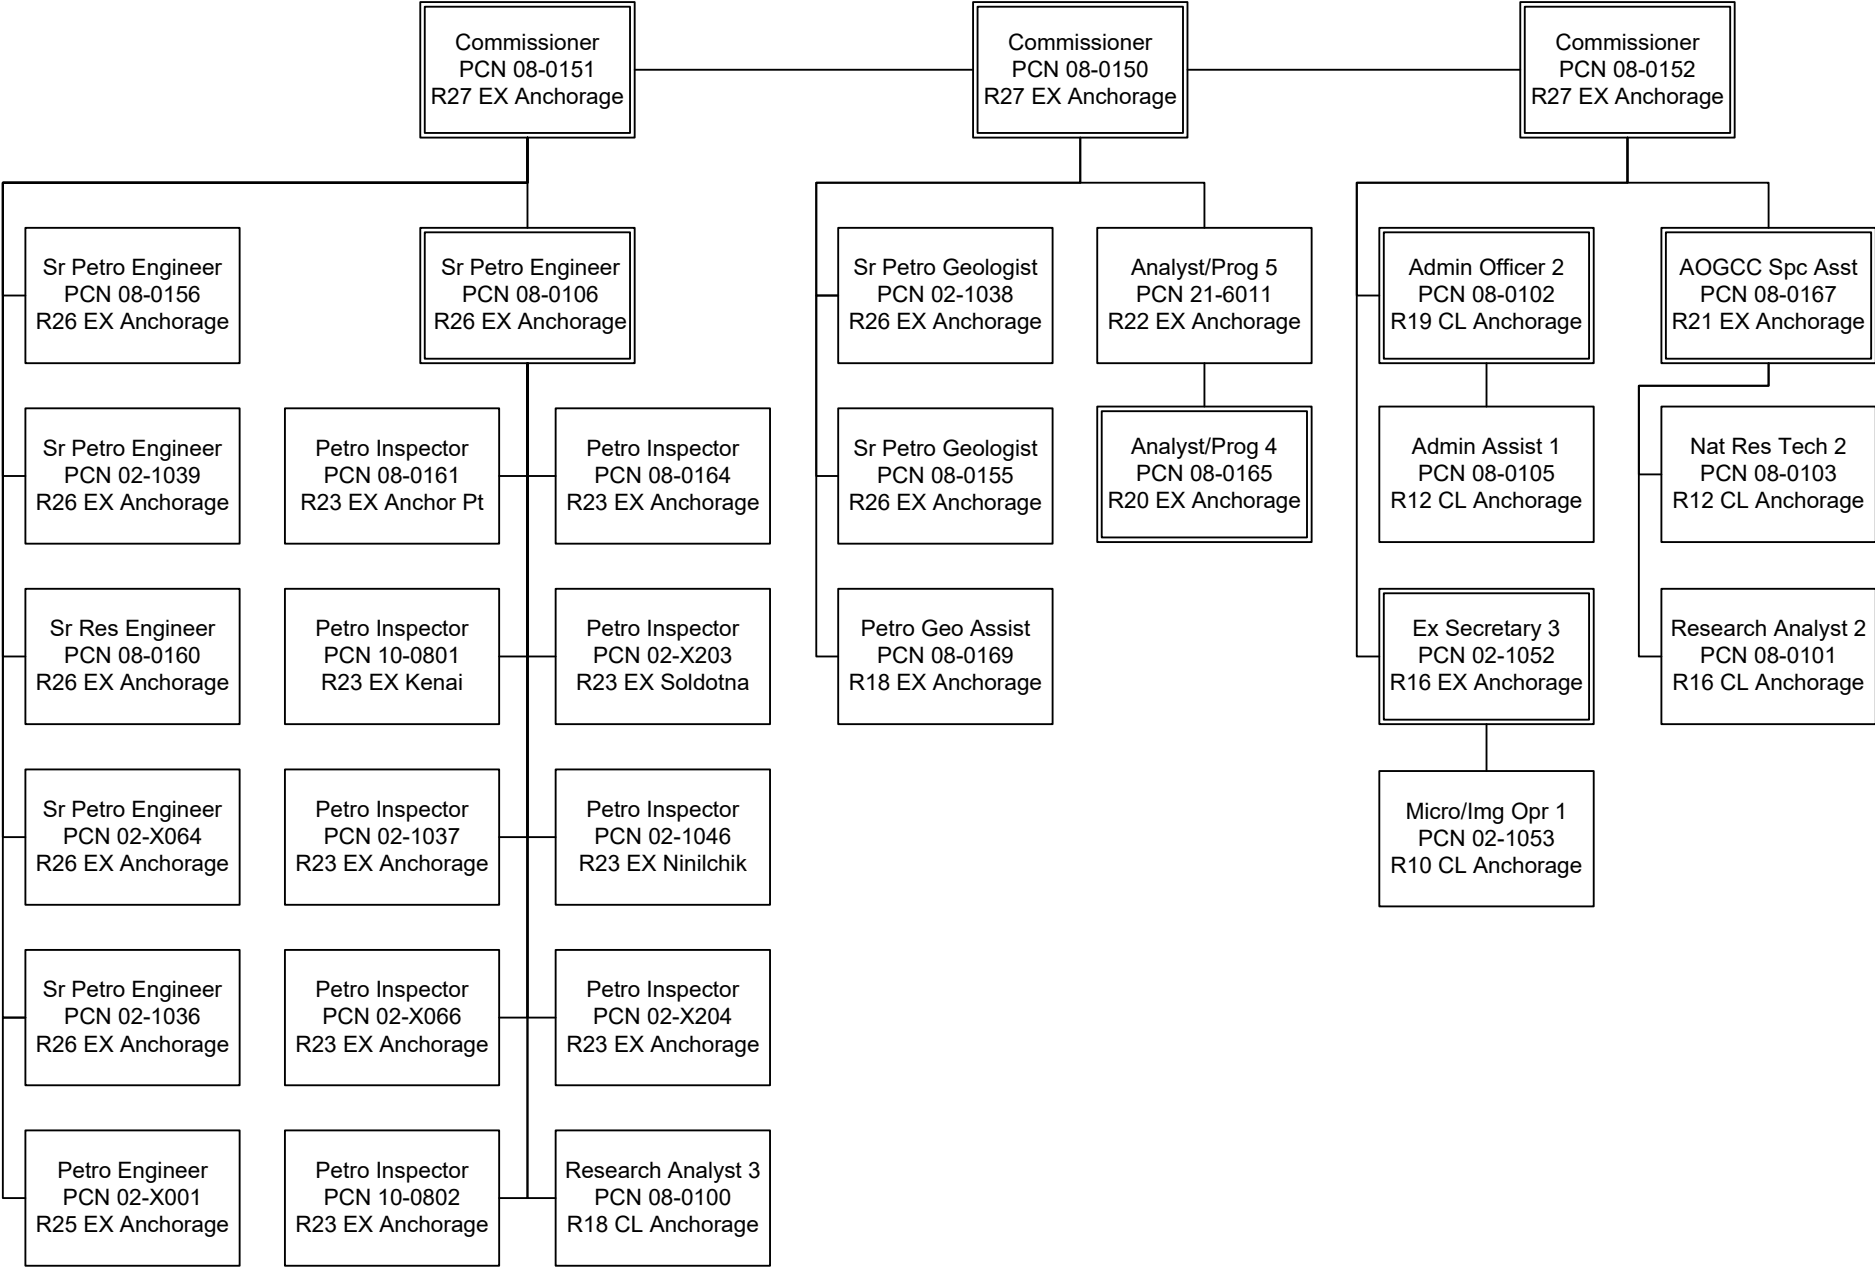 Commissioner
PCN 08-0151
R27 EX Anchorage
Commissioner
PCN 08-0150
R27 EX Anchorage
Commissioner
PCN 08-0152
R27 EX Anchorage
Sr Petro Engineer
PCN 08-0156
R26 EX Anchorage
Sr Petro Engineer
PCN 08-0106
R26 EX Anchorage
Sr Petro Geologist
PCN 02-1038
R26 EX Anchorage
Analyst/Prog 5
PCN 21-6011
R22 EX Anchorage
Admin Officer 2
PCN 08-0102
R19 CL Anchorage
AOGCC Spc Asst
PCN 08-0167
R21 EX Anchorage
Sr Petro Engineer
PCN 02-1039
R26 EX Anchorage
Petro Inspector
PCN 08-0161
R23 EX Anchor Pt
Petro Inspector
PCN 08-0164
R23 EX Anchorage
Sr Petro Geologist
PCN 08-0155
R26 EX Anchorage
Analyst/Prog 4
PCN 08-0165
R20 EX Anchorage
Admin Assist 1
PCN 08-0105
R12 CL Anchorage
Nat Res Tech 2
PCN 08-0103
R12 CL Anchorage
Sr Res Engineer
PCN 08-0160
R26 EX Anchorage
Petro Inspector
PCN 10-0801
R23 EX Kenai
Petro Inspector
PCN 02-X203
R23 EX Soldotna
Petro Geo Assist
PCN 08-0169
R18 EX Anchorage
Ex Secretary 3
PCN 02-1052
R16 EX Anchorage
Research Analyst 2
PCN 08-0101
R16 CL Anchorage
Sr Petro Engineer
PCN 02-X064
R26 EX Anchorage
Petro Inspector
PCN 02-1037
R23 EX Anchorage
Petro Inspector
PCN 02-1046
R23 EX Ninilchik
Micro/Img Opr 1
PCN 02-1053
R10 CL Anchorage
Sr Petro Engineer
PCN 02-1036
R26 EX Anchorage
Petro Inspector
PCN 02-X066
R23 EX Anchorage
Petro Inspector
PCN 02-X204
R23 EX Anchorage
Petro Engineer
PCN 02-X001
R25 EX Anchorage
Petro Inspector
PCN 10-0802
R23 EX Anchorage
Research Analyst 3
PCN 08-0100
R18 CL Anchorage